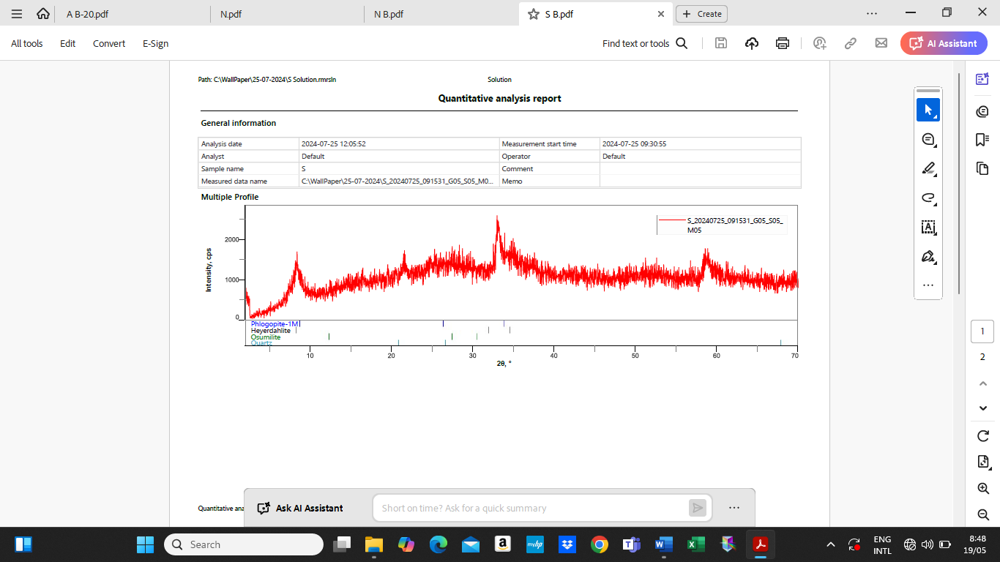 A B-20.pdf
N.pdf
N B.pdf
S B.pdf
Create
All tools
Edit
Convert
E-Sign
Find text or tools
AI Assistant
Path: C:\WallPaper\25-07-2024\S Solution.rmrsln
Solution
Quantitative analysis report
General information
Analysis date 2024-07-25 12:05:52 Measurement start time 2024-07-25 09:30:55
Analyst Default Operator Default
Sample name S Comment
Measured data name C:\WallPaper\25-07-2024\S_20240725_091531_G05_S05_M0... Memo
Multiple Profile
S_20240725_091531_G05_S05_
M05
Intensity, cps
2000
1000
0
Phlogopite-1M
Heyerdahlite
Osumilite
Quartz
10 20 30 40 50 60 70
2θ, °
1
2
Quantitative ana
Ask AI Assistant
Short on time? Ask for a quick summary
Search
a
myhp
ENG
INTL
8:48
19/05